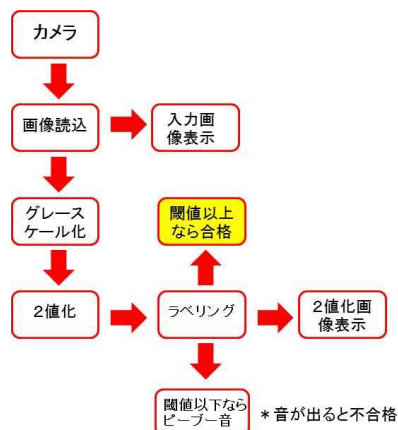 カメラ
画像読込
入力画
像表示
グレース
ケール化
閾値以上
なら合格
2値化
ラベリング
2値化画
像表示
閾値以下なら
ピーブー音
*音が出ると不合格